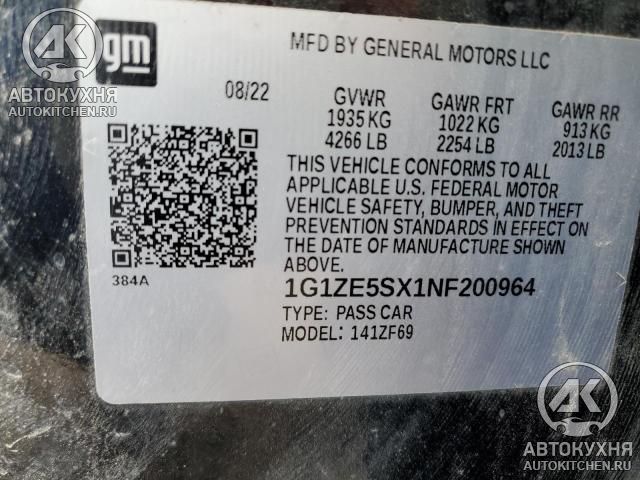 gm
MFD BY GENERAL MOTORS LLC
08/22
GVWR
1935 KG
4266 LB
GAWR FRT
1022 KG
2254 LB
GAWR RR
913 KG
2013 LB
THIS VEHICLE CONFORMS TO ALL
APPLICABLE U.S. FEDERAL MOTOR
VEHICLE SAFETY, BUMPER, AND THEFT
PREVENTION STANDARDS IN EFFECT ON
THE DATE OF MANUFACTURE SHOWN
ABOVE.
384A
1G1ZE5SX1NF200964
TYPE: PASS CAR
MODEL: 141ZF69
АК
АВТОКУХНЯ
AUTOKITCHEN.RU
АК
АВТОКУХНЯ
AUTOKITCHEN.RU